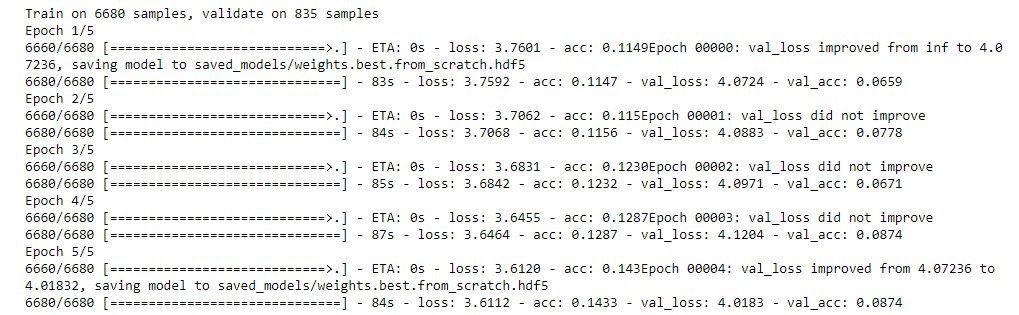 Train on 6680 samples, validate on 835 samples
Epoch 1/5
6660/6680 [============================>.] - ETA: 0s - loss: 3.7601 - acc: 0.1149Epoch 00000: val_loss improved from inf to 4.0
7236, saving model to saved_models/weights.best.from_scratch.hdf5
6680/6680 [==============================] - 83s - loss: 3.7592 - acc: 0.1147 - val_loss: 4.0724 - val_acc: 0.0659
Epoch 2/5
6660/6680 [============================>.] - ETA: 0s - loss: 3.7062 - acc: 0.115Epoch 00001: val_loss did not improve
6680/6680 [==============================] - 84s - loss: 3.7068 - acc: 0.1156 - val_loss: 4.0883 - val_acc: 0.0778
Epoch 3/5
6660/6680 [============================>.] - ETA: 0s - loss: 3.6831 - acc: 0.1230Epoch 00002: val_loss did not improve
6680/6680 [==============================] - 85s - loss: 3.6842 - acc: 0.1232 - val_loss: 4.0971 - val_acc: 0.0671
Epoch 4/5
6660/6680 [============================>.] - ETA: 0s - loss: 3.6455 - acc: 0.1287Epoch 00003: val_loss did not improve
6680/6680 [==============================] - 87s - loss: 3.6464 - acc: 0.1287 - val_loss: 4.1204 - val_acc: 0.0874
Epoch 5/5
6660/6680 [============================>.] - ETA: 0s - loss: 3.6120 - acc: 0.143Epoch 00004: val_loss improved from 4.07236 to
4.01832, saving model to saved_models/weights.best.from_scratch.hdf5
6680/6680 [==============================] - 84s - loss: 3.6112 - acc: 0.1433 - val_loss: 4.0183 - val_acc: 0.0874